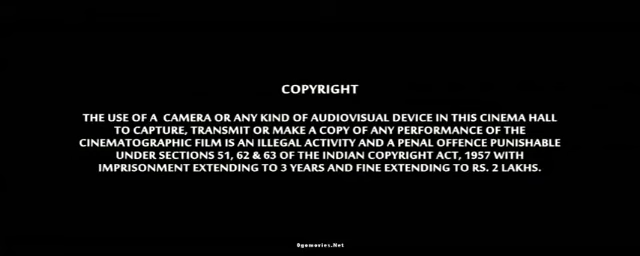 COPYRIGHT
THE USE OF A CAMERA OR ANY KIND OF AUDIOVISUAL DEVICE IN THIS CINEMA HALL
TO CAPTURE, TRANSMIT OR MAKE A COPY OF ANY PERFORMANCE OF THE
CINEMATOGRAPHIC FILM IS AN ILLEGAL ACTIVITY AND A PENAL OFFENCE PUNISHABLE
UNDER SECTIONS 51, 62 & 63 OF THE INDIAN COPYRIGHT ACT, 1957 WITH
IMPRISONMENT EXTENDING TO 3 YEARS AND FINE EXTENDING TO RS. 2 LAKHS.
9gomovies.Net